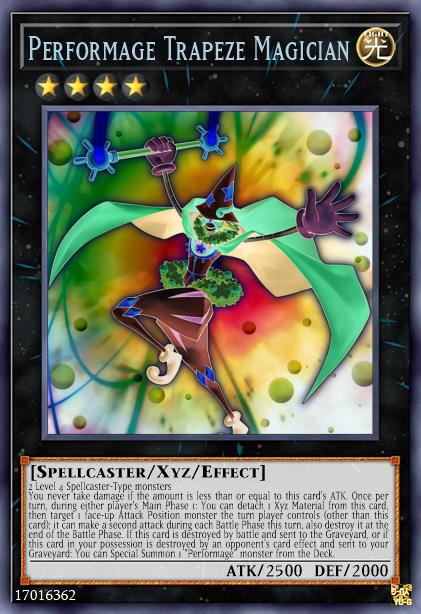 Performage Trapeze Magician
LIGHT
光
[Spellcaster/Xyz/Effect]
2 Level 4 Spellcaster-Type monsters
You never take damage if the amount is less than or equal to this card's ATK. Once per
turn, during either player's Main Phase 1: You can detach 1 Xyz Material from this card,
then target 1 face-up Attack Position monster the turn player controls (other than this
card); it can make a second attack during each Battle Phase this turn, also destroy it at the
end of the Battle Phase. If this card is destroyed by battle and sent to the Graveyard, or if
this card in your possession is destroyed by an opponent's card effect and sent to your
Graveyard: You can Special Summon 1 "Performage" monster from the Deck.
ATK/2500 DEF/2000
17016362